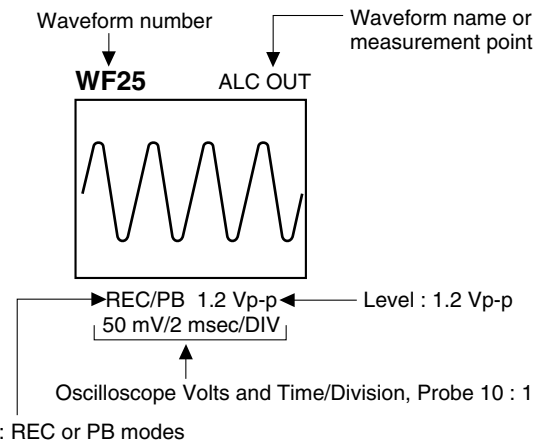 Waveform number
Waveform name or
measurement point
WF25
ALC OUT
REC/PB 1.2 Vp-p
Level : 1.2 Vp-p
50 mV/2 msec/DIV
Oscilloscope Volts and Time/Division, Probe 10 : 1
: REC or PB modes